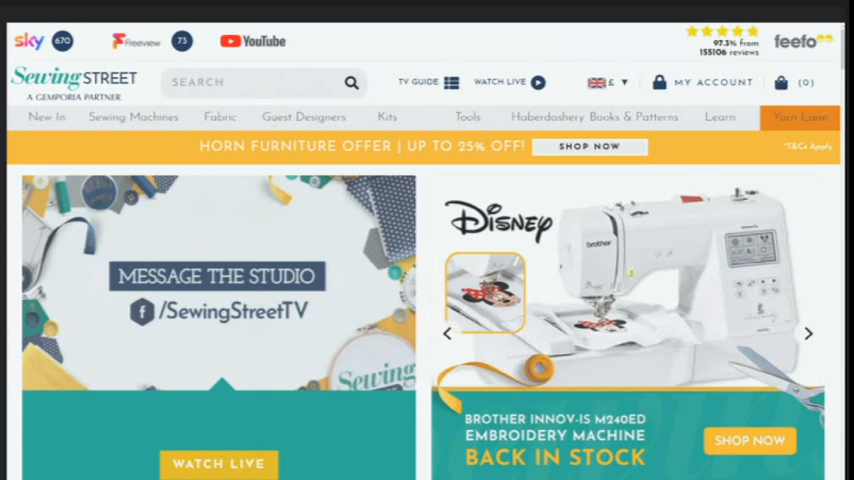 sky 670 Freeview 73 YouTube
97.3% from
155106 reviews
feefo
Sewing STREET
A GEMPORIA PARTNER
SEARCH
TV GUIDE WATCH LIVE £ MY ACCOUNT (0)
New In Sewing Machines Fabric Guest Designers Kits Tools Haberdashery Books & Patterns Learn Yarn Lane
HORN FURNITURE OFFER | UP TO 25% OFF! SHOP NOW *T&Cs Apply
MESSAGE THE STUDIO
f /SewingStreetTV
Sewing
WATCH LIVE
Disney
brother
BROTHER INNOV-IS M240ED
EMBROIDERY MACHINE
BACK IN STOCK
SHOP NOW